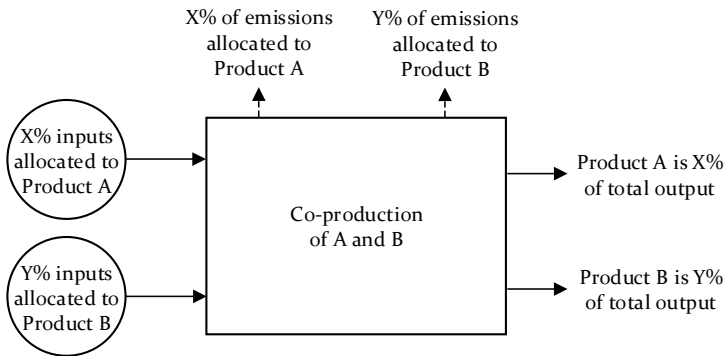 X% of emissions
allocated to
Product A
Y% of emissions
allocated to
Product B
X% inputs
allocated to
Product A
Y% inputs
allocated to
Product B
Co-production
of A and B
Product A is X%
of total output
Product B is Y%
of total output